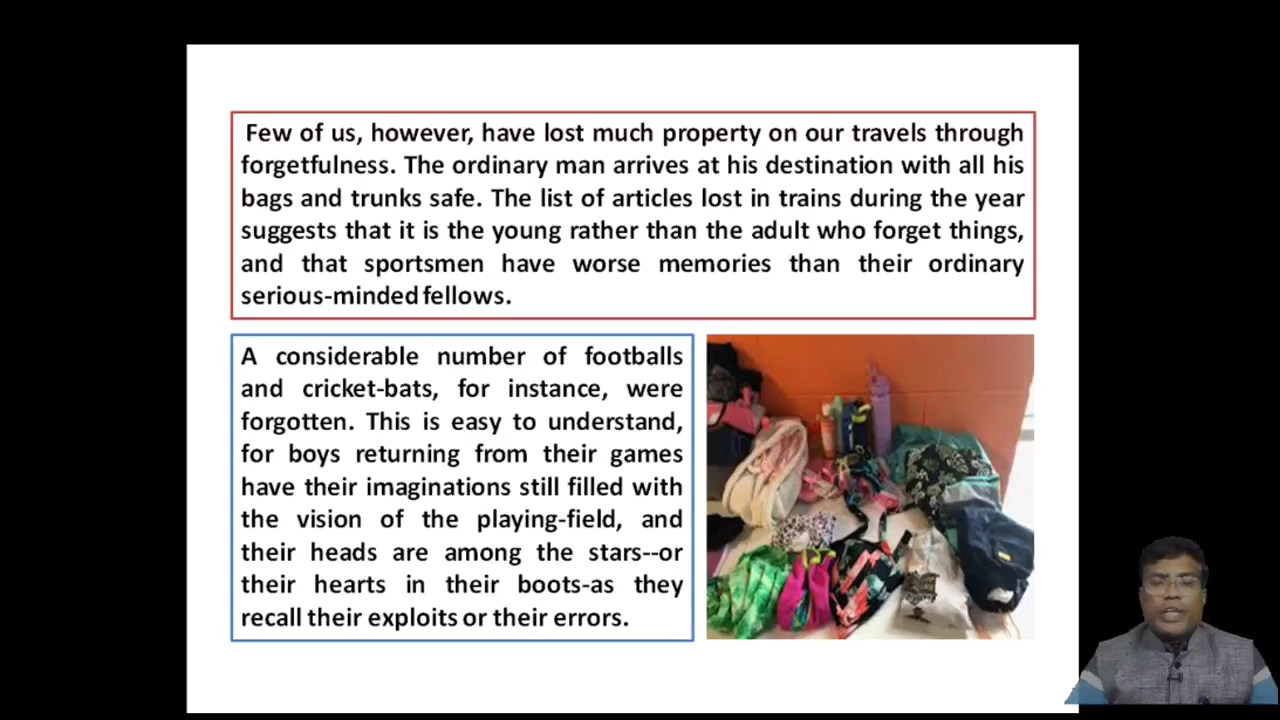 Few of us, however, have lost much property on our travels through
forgetfulness. The ordinary man arrives at his destination with all his
bags and trunks safe. The list of articles lost in trains during the year
suggests that it is the young rather than the adult who forget things,
and that sportsmen have worse memories than their ordinary
serious-minded fellows.
A considerable number of footballs
and cricket-bats, for instance, were
forgotten. This is easy to understand,
for boys returning from their games
have their imaginations still filled with
the vision of the playing-field, and
their heads are among the stars--or
their hearts in their boots-as they
recall their exploits or their errors.